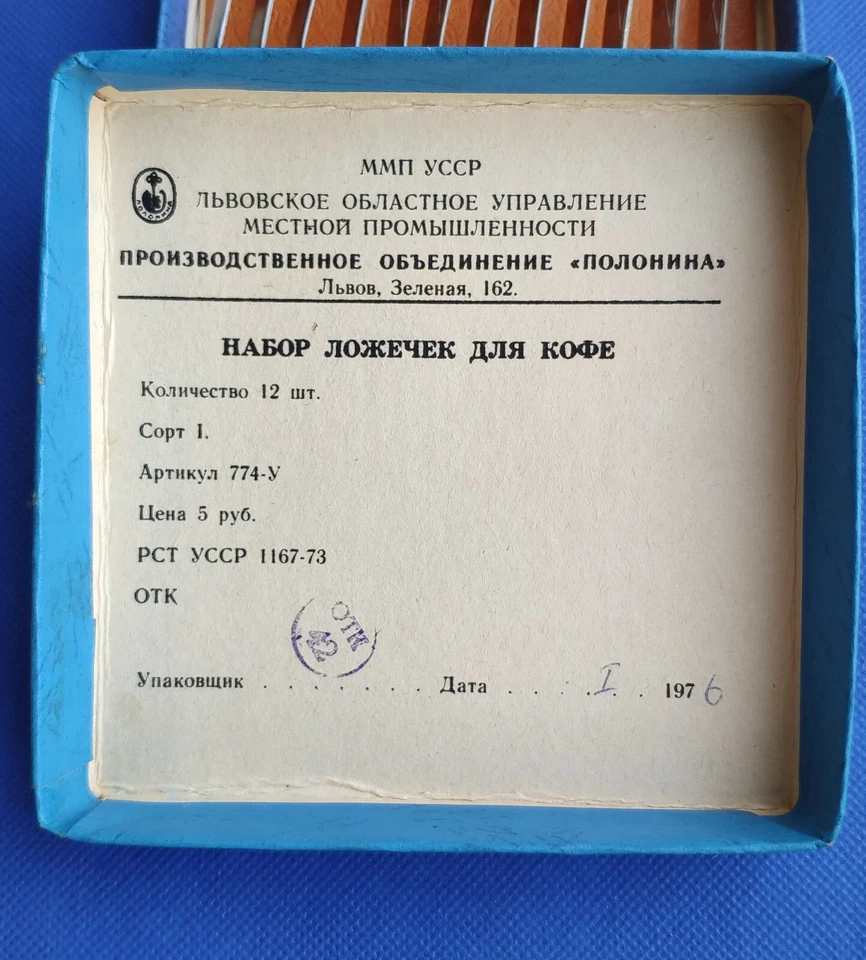 ММП УССР
ПОЛОНИНА
ЛЬВОВСКОЕ ОБЛАСТНОЕ УПРАВЛЕНИЕ
МЕСТНОЙ ПРОМЫШЛЕННОСТИ
ПРОИЗВОДСТВЕННОЕ ОБЪЕДИНЕНИЕ «ПОЛОНИНА»
Львов, Зеленая, 162.
НАБОР ЛОЖЕЧЕК ДЛЯ КОФЕ
Количество 12 шт.
Сорт I.
Артикул 774-У
Цена 5 руб.
РСТ УССР 1167-73
ОТК
ОТК
Упаковщик . . . . . . . Дата . . . . I . . 1976